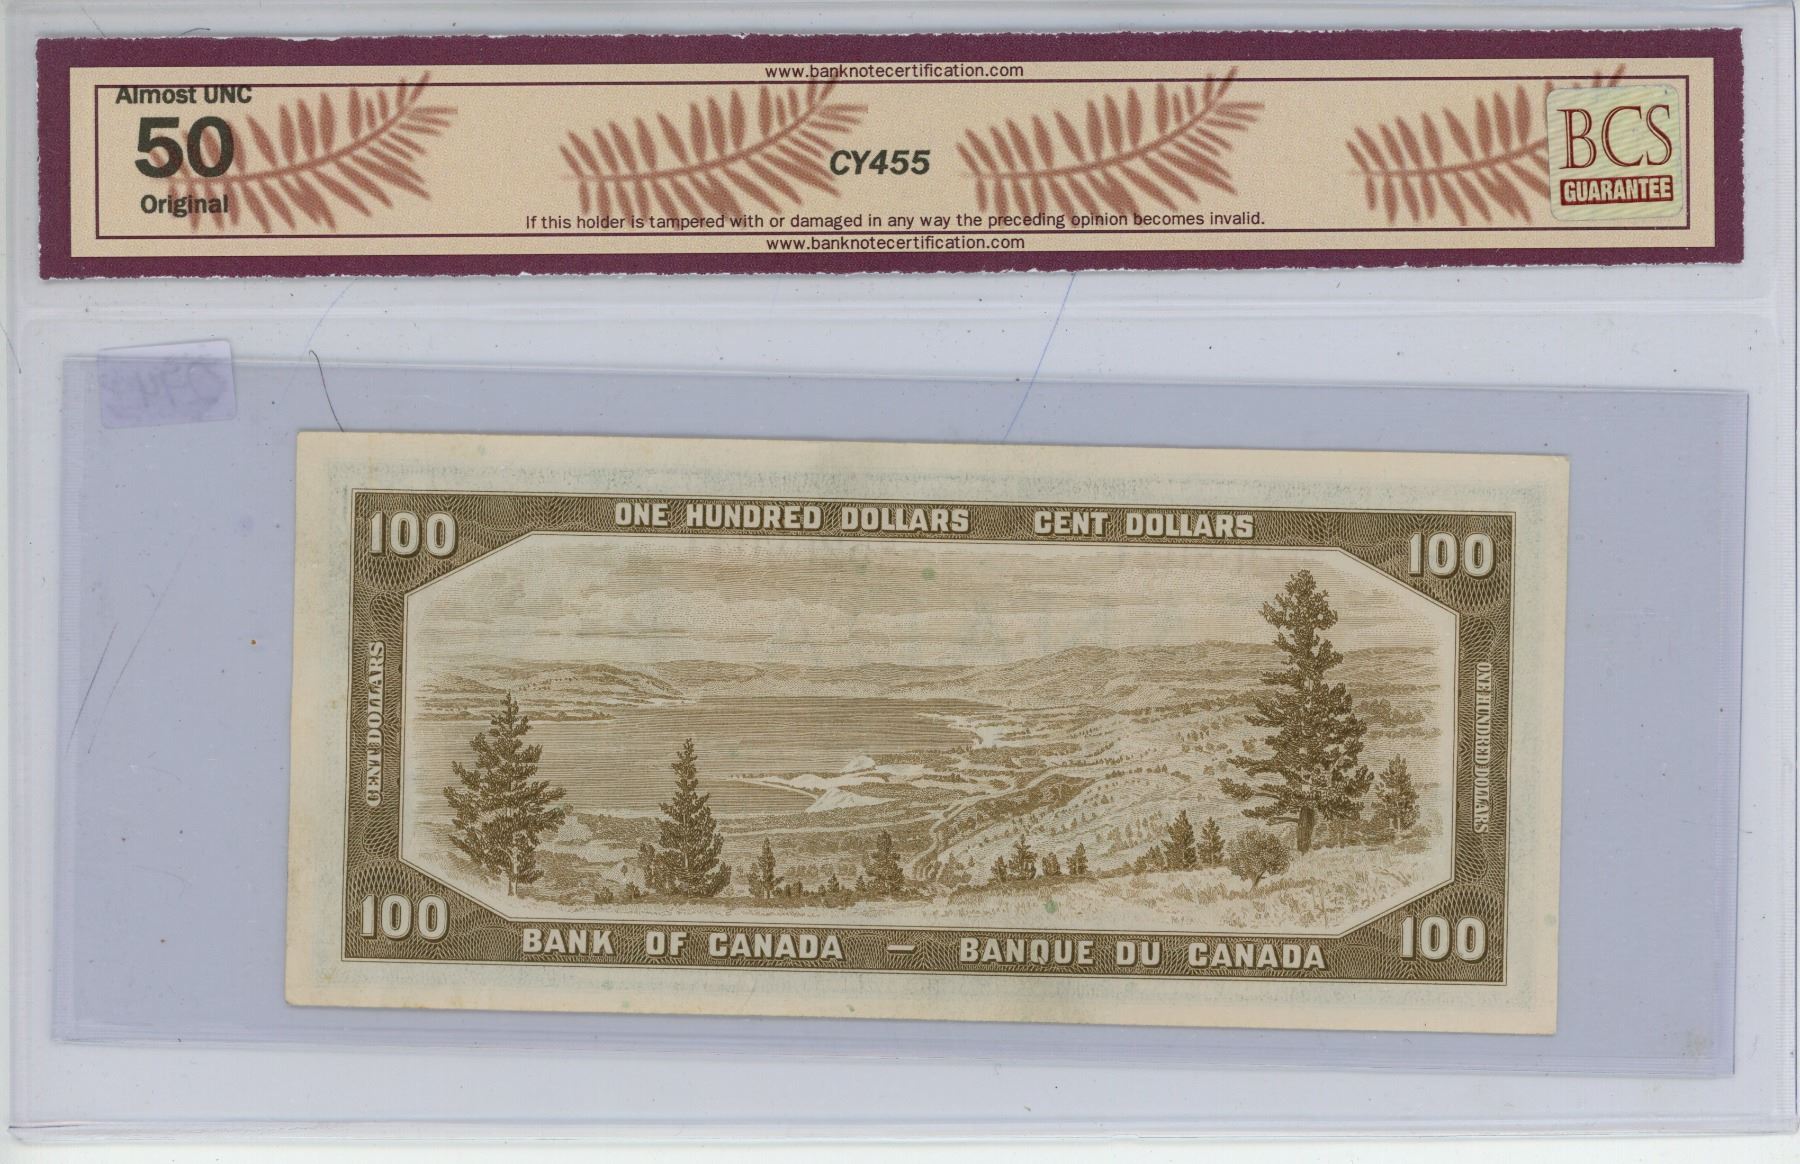 www.banknotecertification.com
Almost UNC
50
Original
CY455
BCS
GUARANTEE
If this holder is tampered with or damaged in any way the preceding opinion becomes invalid.
www.banknotecertification.com
100
ONE HUNDRED DOLLARS CENT DOLLARS
100
CENT DOLLARS
ONE HUNDRED DOLLARS
100
BANK OF CANADA — BANQUE DU CANADA
100